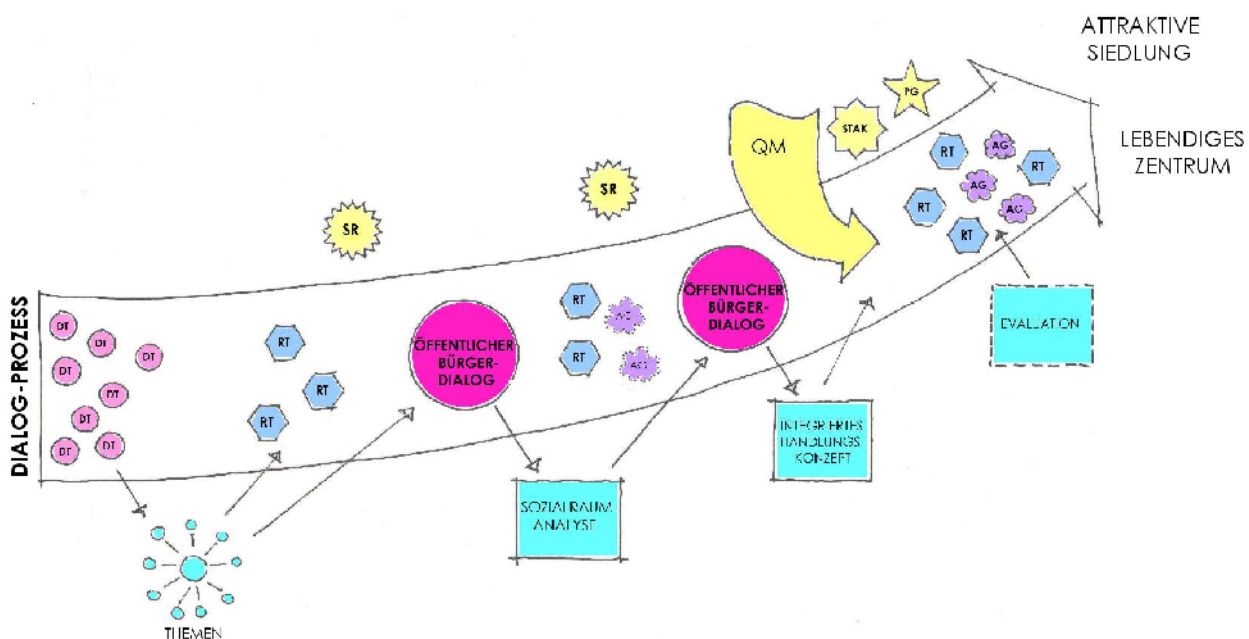 ATTRAKTIVE
SIEDLUNG
LEBENDIGES
ZENTRUM
PG
STAK
QM
SR
SR
DIALOG-PROZESS
DT
DT
DT
DT
DT
DT
DT
DT
THEMEN
RT
RT
RT
ÖFFENTLICHER
BÜRGER-
DIALOG
SOZIALRAUM
ANALYSE
RT
RT
ÖFFENTLICHER
BÜRGER-
DIALOG
INTEGRIERTES
HANDLUNGS
KONZEPT
RT
AG
RT
AG
RT
AG
RT
EVALUATION